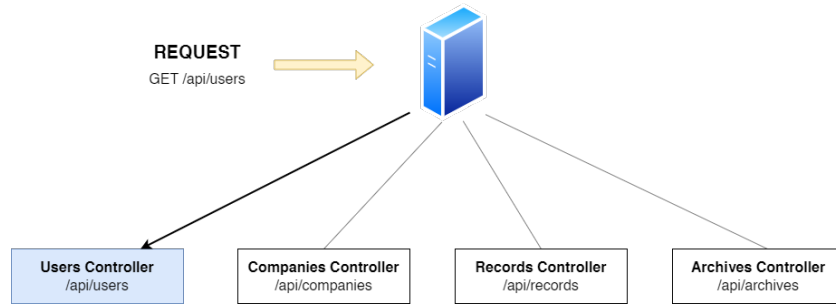 REQUEST
GET /api/users
Users Controller
/api/users
Companies Controller
/api/companies
Records Controller
/api/records
Archives Controller
/api/archives